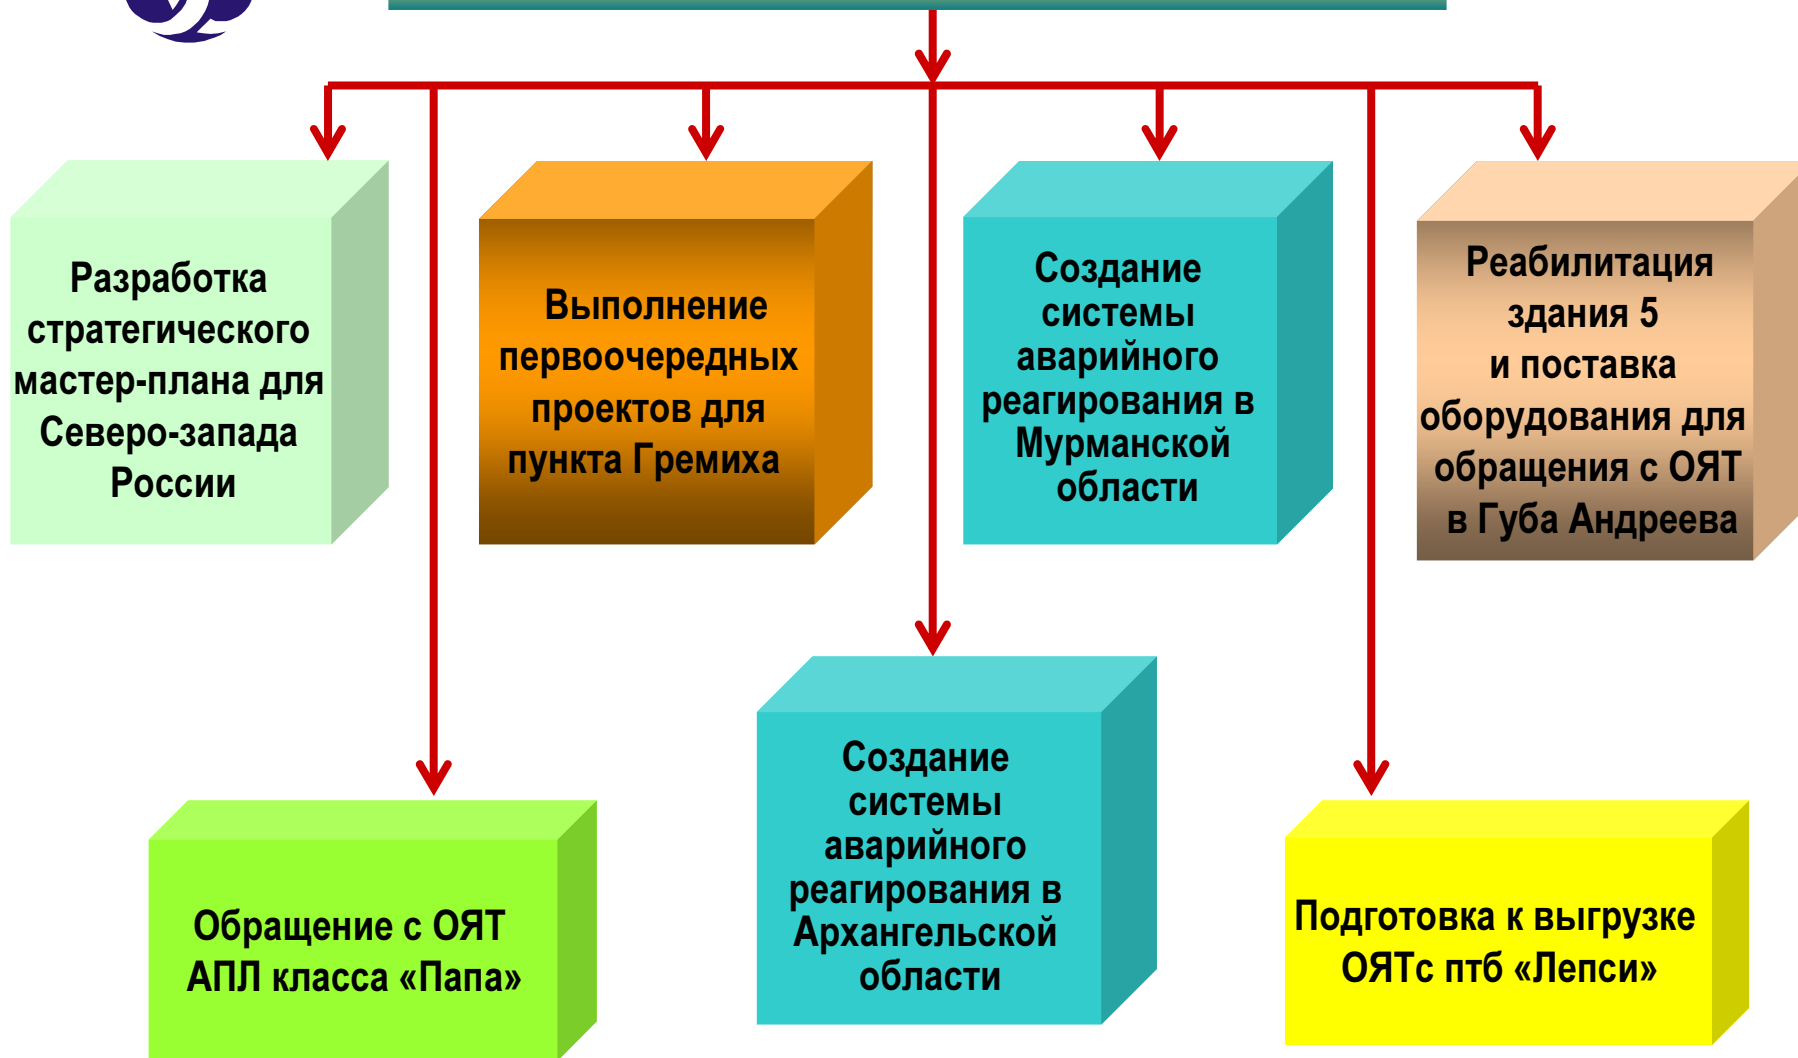 Разработка
стратегического
мастер-плана для
Северо-запада
России
Выполнение
первоочередных
проектов для
пункта Гремиха
Создание
системы
аварийного
реагирования в
Мурманской
области
Реабилитация
здания 5
и поставка
оборудования для
обращения с ОЯТ
в Губа Андреева
Обращение с ОЯТ
АПЛ класса «Папа»
Создание
системы
аварийного
реагирования в
Архангельской
области
Подготовка к выгрузке
ОЯТс птб «Лепси»